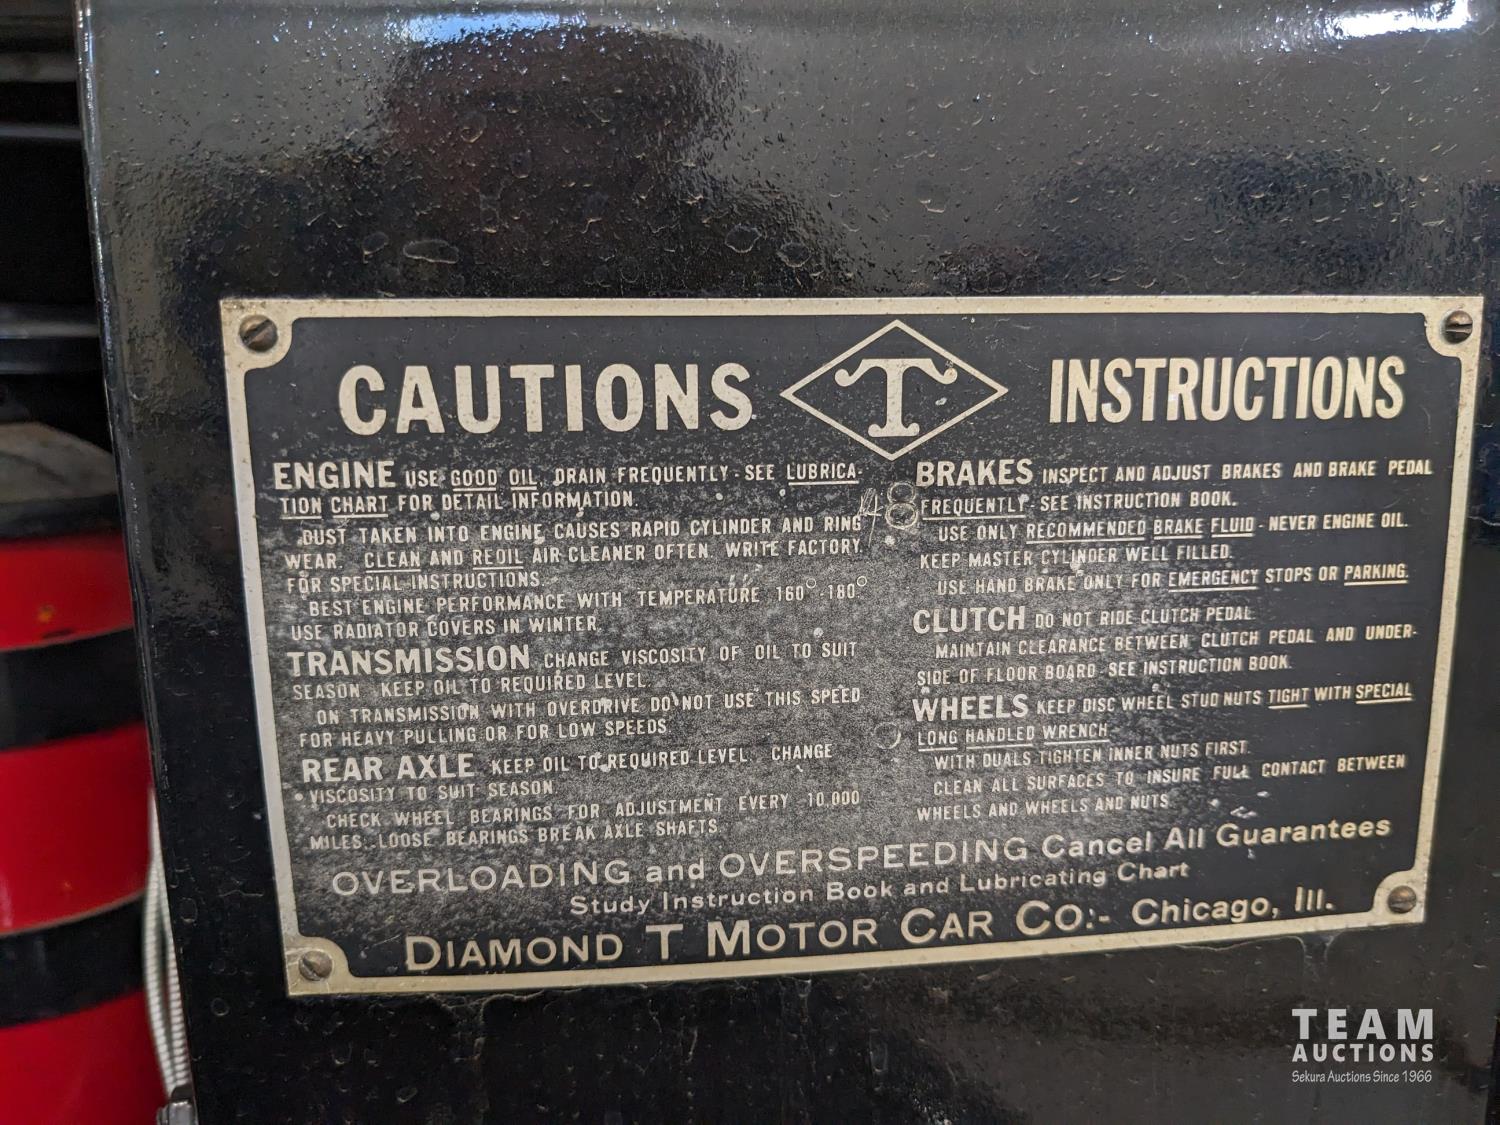 CAUTIONS T INSTRUCTIONS
ENGINE USE GOOD OIL, DRAIN FREQUENTLY - SEE LUBRICA-
TION CHART FOR DETAIL INFORMATION.
DUST TAKEN INTO ENGINE CAUSES RAPID CYLINDER AND RING
WEAR. CLEAN AND REOIL AIR CLEANER OFTEN. WRITE FACTORY
FOR SPECIAL INSTRUCTIONS.
BEST ENGINE PERFORMANCE WITH TEMPERATURE 160° - 180°
USE RADIATOR COVERS IN WINTER.
TRANSMISSION CHANGE VISCOSITY OF OIL TO SUIT
SEASON KEEP OIL TO REQUIRED LEVEL.
ON TRANSMISSION WITH OVERDRIVE DO NOT USE THIS SPEED
FOR HEAVY PULLING OR FOR LOW SPEEDS
REAR AXLE KEEP OIL TO REQUIRED LEVEL. CHANGE
VISCOSITY TO SUIT SEASON.
CHECK WHEEL BEARINGS FOR ADJUSTMENT EVERY 10,000
MILES. LOOSE BEARINGS BREAK AXLE SHAFTS.
48
BRAKES INSPECT AND ADJUST BRAKES AND BRAKE PEDAL
FREQUENTLY - SEE INSTRUCTION BOOK.
USE ONLY RECOMMENDED BRAKE FLUID - NEVER ENGINE OIL.
KEEP MASTER CYLINDER WELL FILLED.
USE HAND BRAKE ONLY FOR EMERGENCY STOPS OR PARKING.
CLUTCH DO NOT RIDE CLUTCH PEDAL.
MAINTAIN CLEARANCE BETWEEN CLUTCH PEDAL AND UNDER-
SIDE OF FLOOR BOARD - SEE INSTRUCTION BOOK.
WHEELS KEEP DISC WHEEL STUD NUTS TIGHT WITH SPECIAL
LONG HANDLED WRENCH.
WITH DUALS TIGHTEN INNER NUTS FIRST.
CLEAN ALL SURFACES TO INSURE FULL CONTACT BETWEEN
WHEELS AND WHEELS AND NUTS.
OVERLOADING and OVERSPEEDING Cancel All Guarantees
Study Instruction Book and Lubricating Chart
DIAMOND T MOTOR CAR CO:- Chicago, Ill.
TEAM
AUCTIONS
Sekura Auctions Since 1966